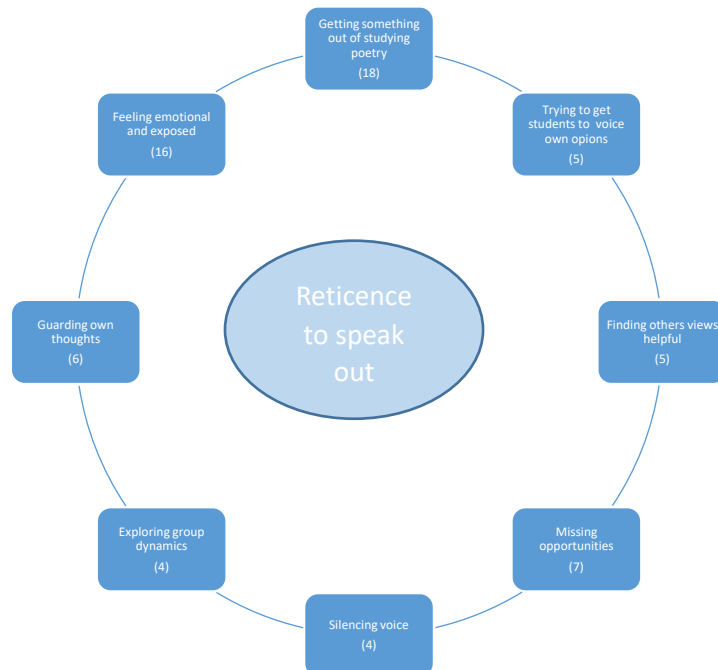 Getting something
out of studying
poetry
(18)
Trying to get
students to voice
own opions
(5)
Finding others views
helpful
(5)
Missing
opportunities
(7)
Silencing voice
(4)
Exploring group
dynamics
(4)
Guarding own
thoughts
(6)
Feeling emotional
and exposed
(16)
Reticence
to speak
out